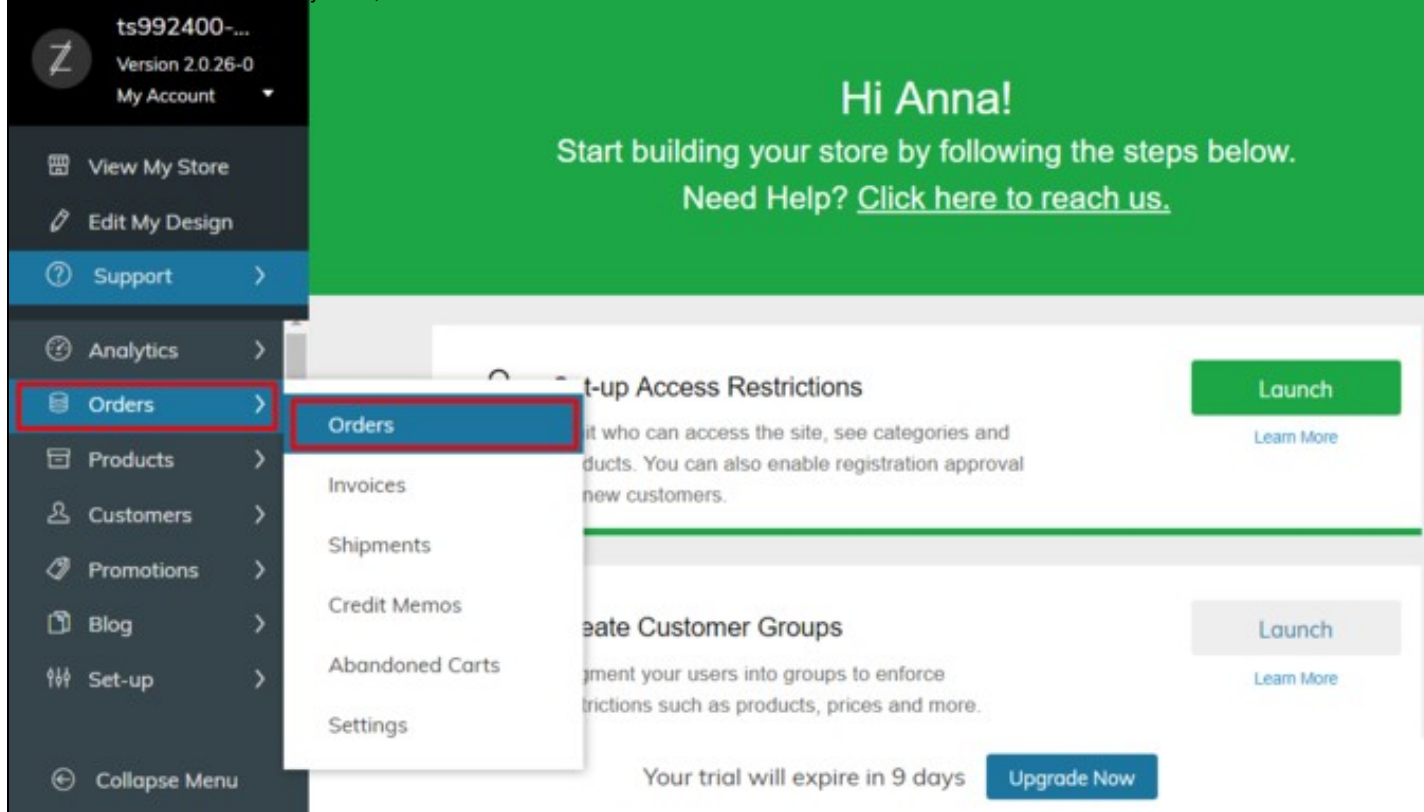 ts992400-...
Version 2.0.26-0
My Account
View My Store
Edit My Design
Support
Analytics
Orders
Products
Customers
Promotions
Blog
Set-up
Collapse Menu
Orders
Invoices
Shipments
Credit Memos
Abandoned Carts
Settings
Hi Anna!
Start building your store by following the steps below.
Need Help? Click here to reach us.
t-up Access Restrictions
it who can access the site, see categories and
ducts. You can also enable registration approval
new customers.
Launch
Learn More
eate Customer Groups
gment your users into groups to enforce
trictions such as products, prices and more.
Launch
Learn More
Your trial will expire in 9 days
Upgrade Now